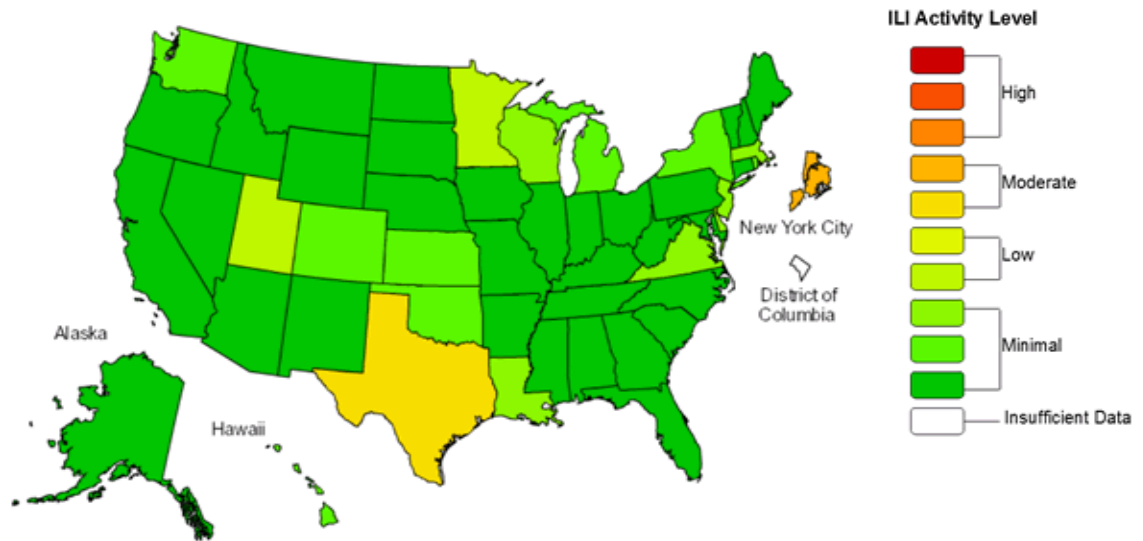 ILI Activity Level
High
Moderate
New York City
Low
District of
Columbia
Alaska
Minimal
Hawaii
Insufficient Data